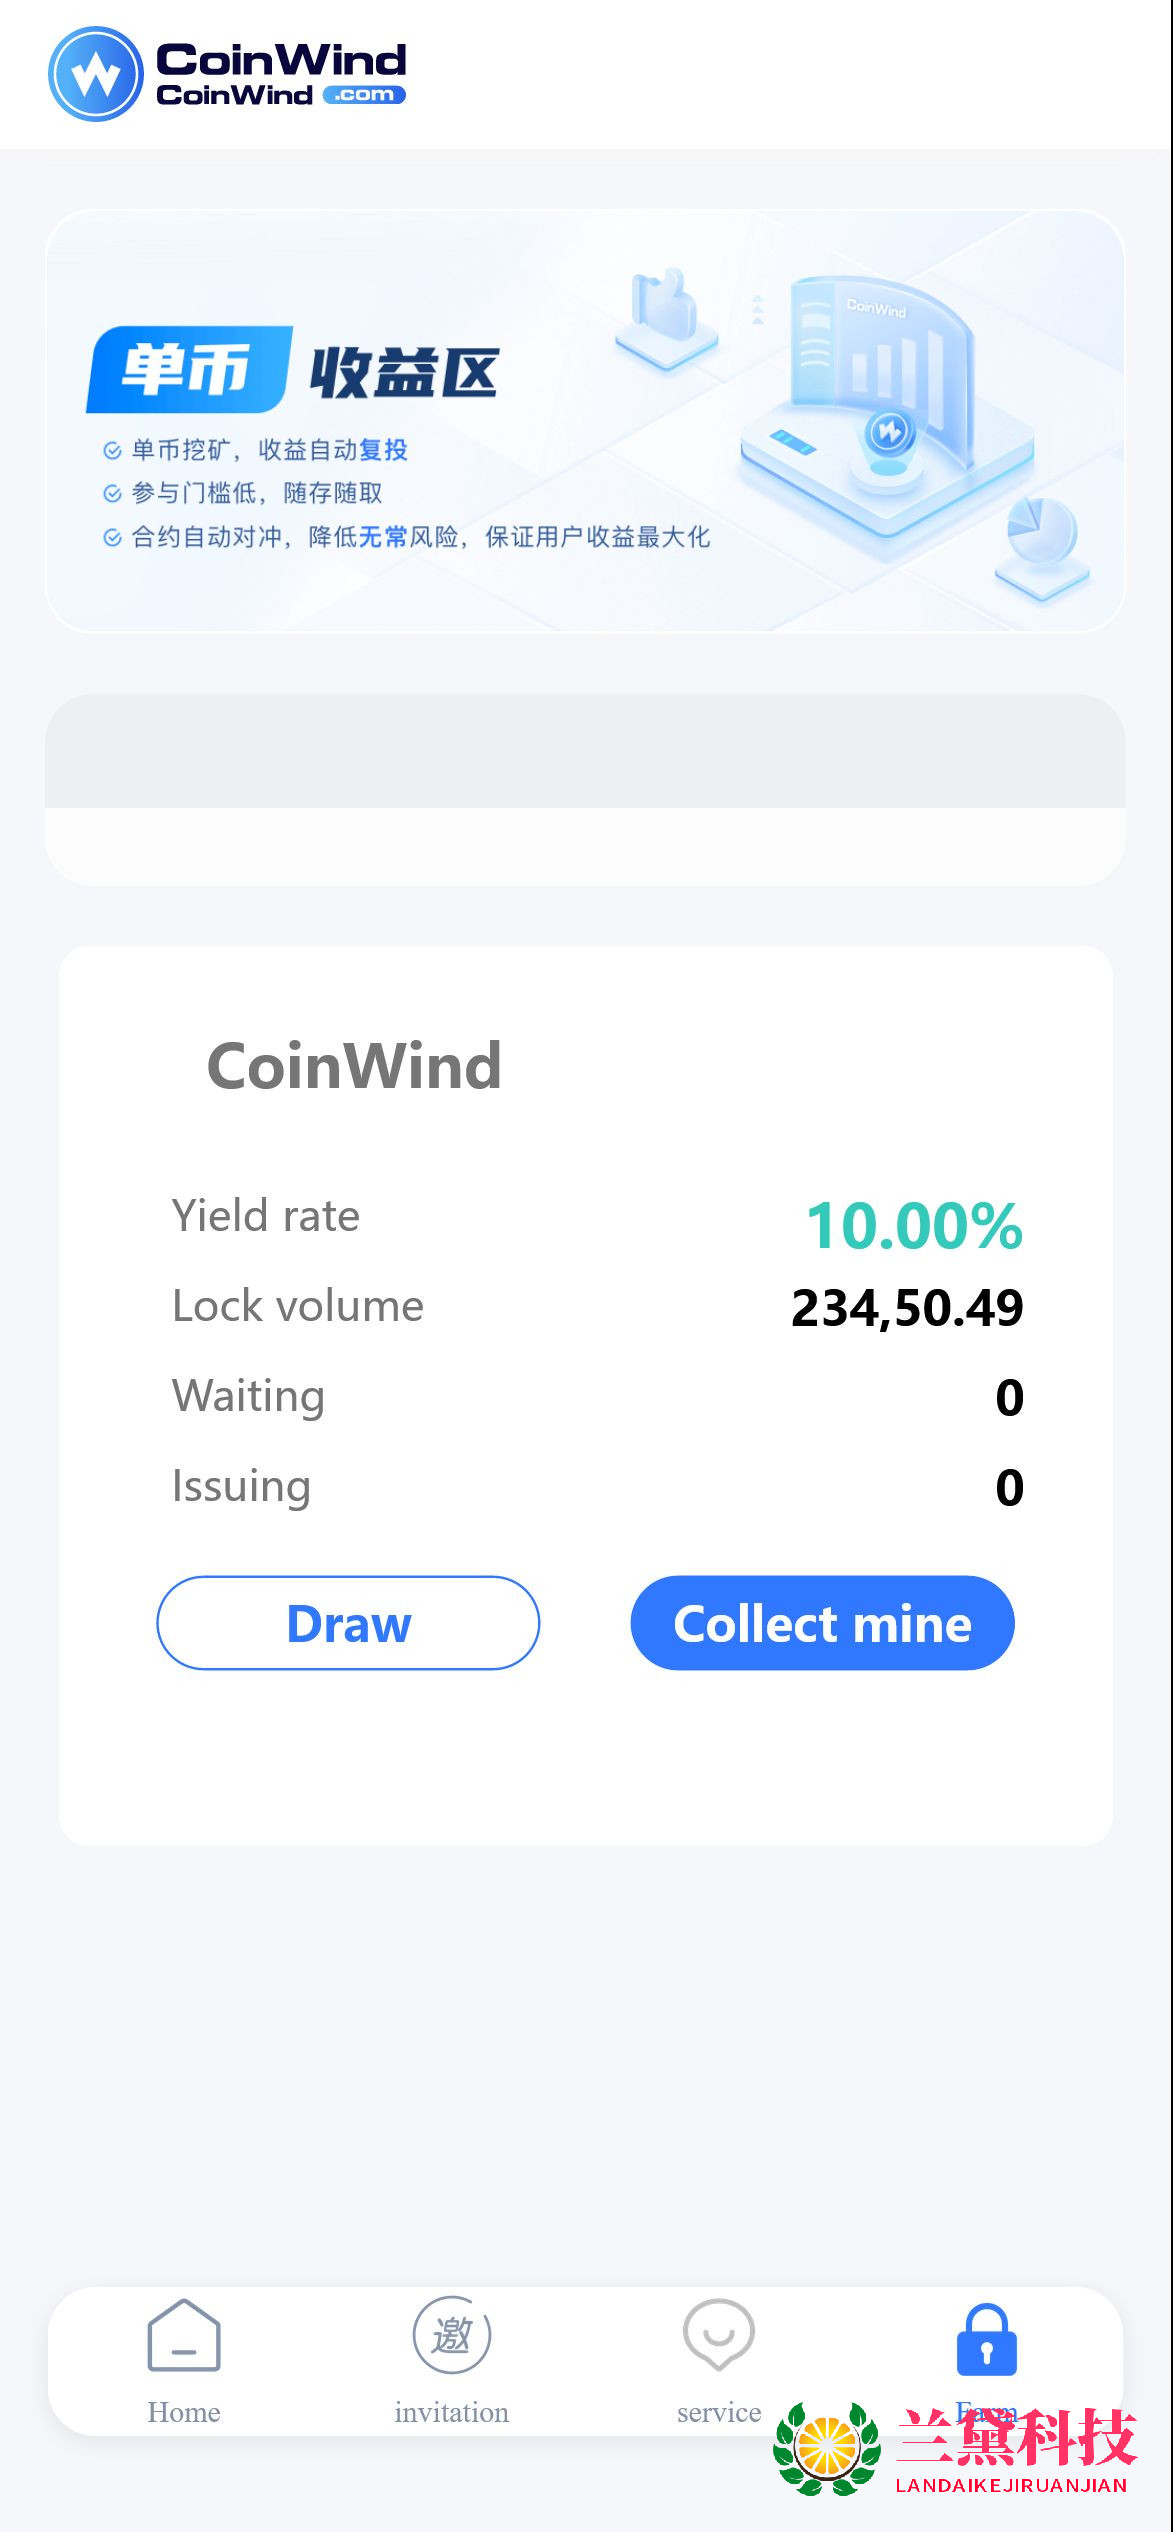 CoinWind
CoinWind .com
CoinWind
单币 收益区
单币挖矿，收益自动复投
参与门槛低，随存随取
合约自动对冲，降低无常风险，保证用户收益最大化
CoinWind
Yield rate 10.00%
Lock volume 234,50.49
Waiting 0
Issuing 0
Draw Collect mine
邀
Home invitation service Farm
兰黛科技
LANDAIKEJIRUANJIAN